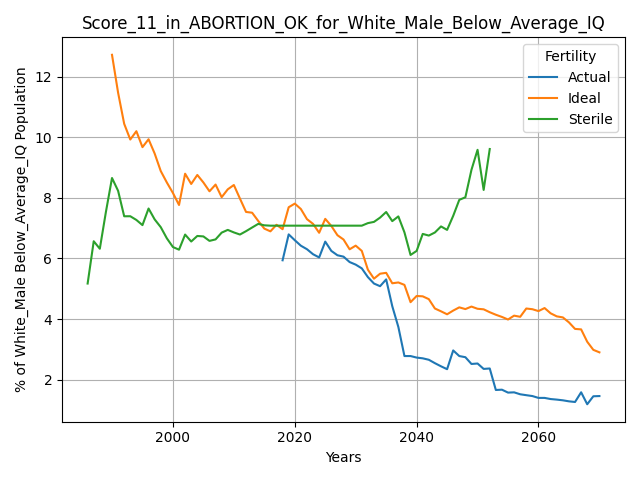 Score_11_in_ABORTION_OK_for_White_Male_Below_Average_IQ
% of White_Male Below_Average_IQ Population
12
10
8
6
4
2
Fertility
Actual
Ideal
Sterile
2000
2020
2040
2060
Years